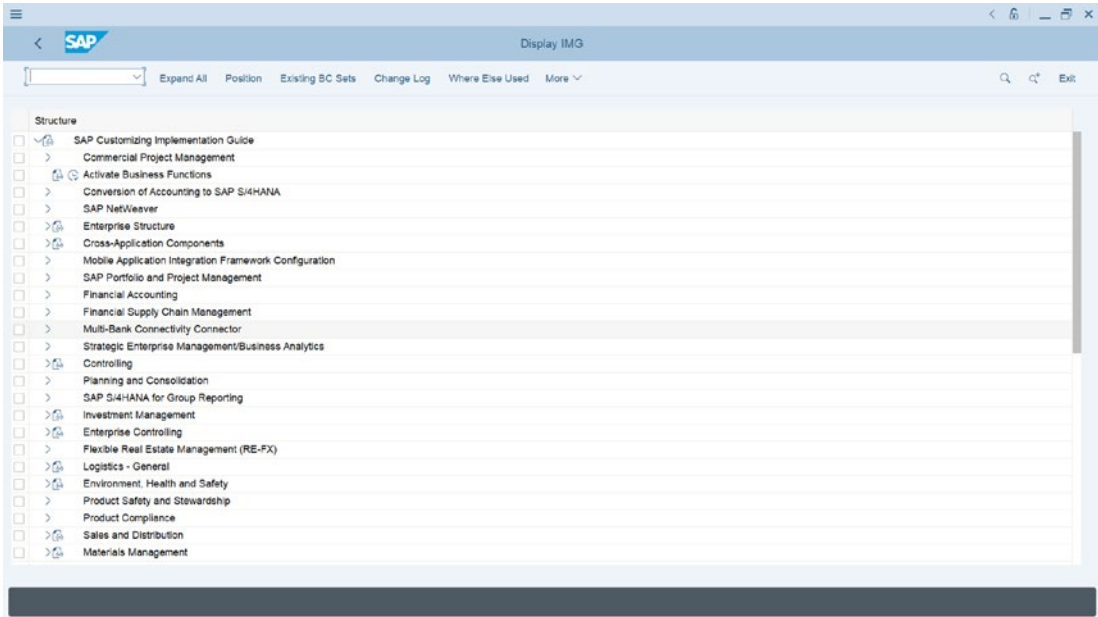 SAP
Display IMG
Expand All Position Existing BC Sets Change Log Where Else Used More Exit
Structure
SAP Customizing Implementation Guide
Commercial Project Management
Activate Business Functions
Conversion of Accounting to SAP S/4HANA
SAP NetWeaver
Enterprise Structure
Cross-Application Components
Mobile Application Integration Framework Configuration
SAP Portfolio and Project Management
Financial Accounting
Financial Supply Chain Management
Multi-Bank Connectivity Connector
Strategic Enterprise Management/Business Analytics
Controlling
Planning and Consolidation
SAP S/4HANA for Group Reporting
Investment Management
Enterprise Controlling
Flexible Real Estate Management (RE-FX)
Logistics - General
Environment, Health and Safety
Product Safety and Stewardship
Product Compliance
Sales and Distribution
Materials Management